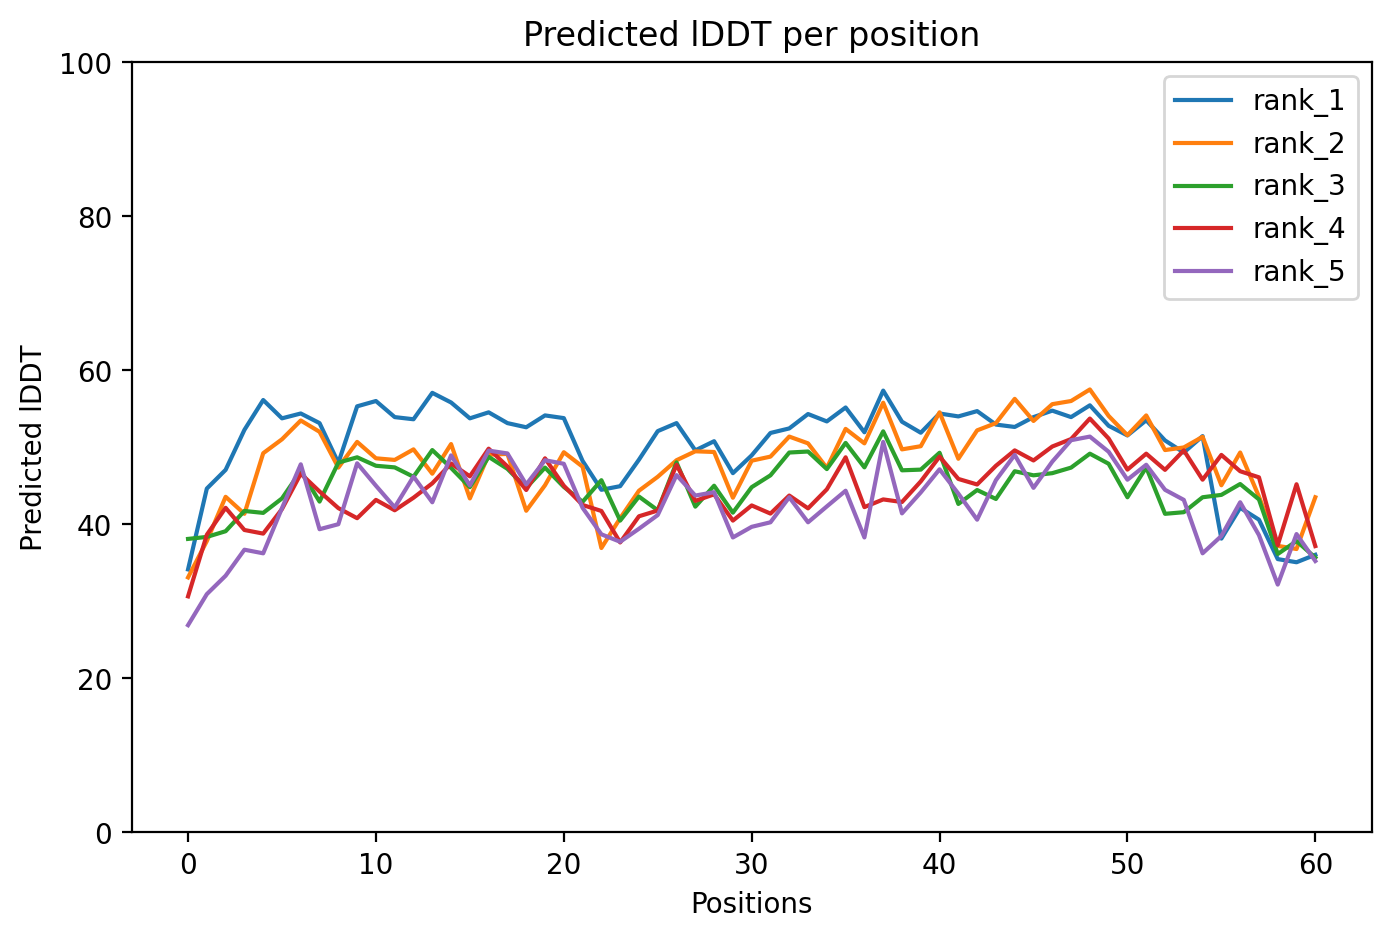 Predicted lDDT per position
100
80
60
40
20
0
Predicted lDDT
0 10 20 30 40 50 60
Positions
rank_1
rank_2
rank_3
rank_4
rank_5